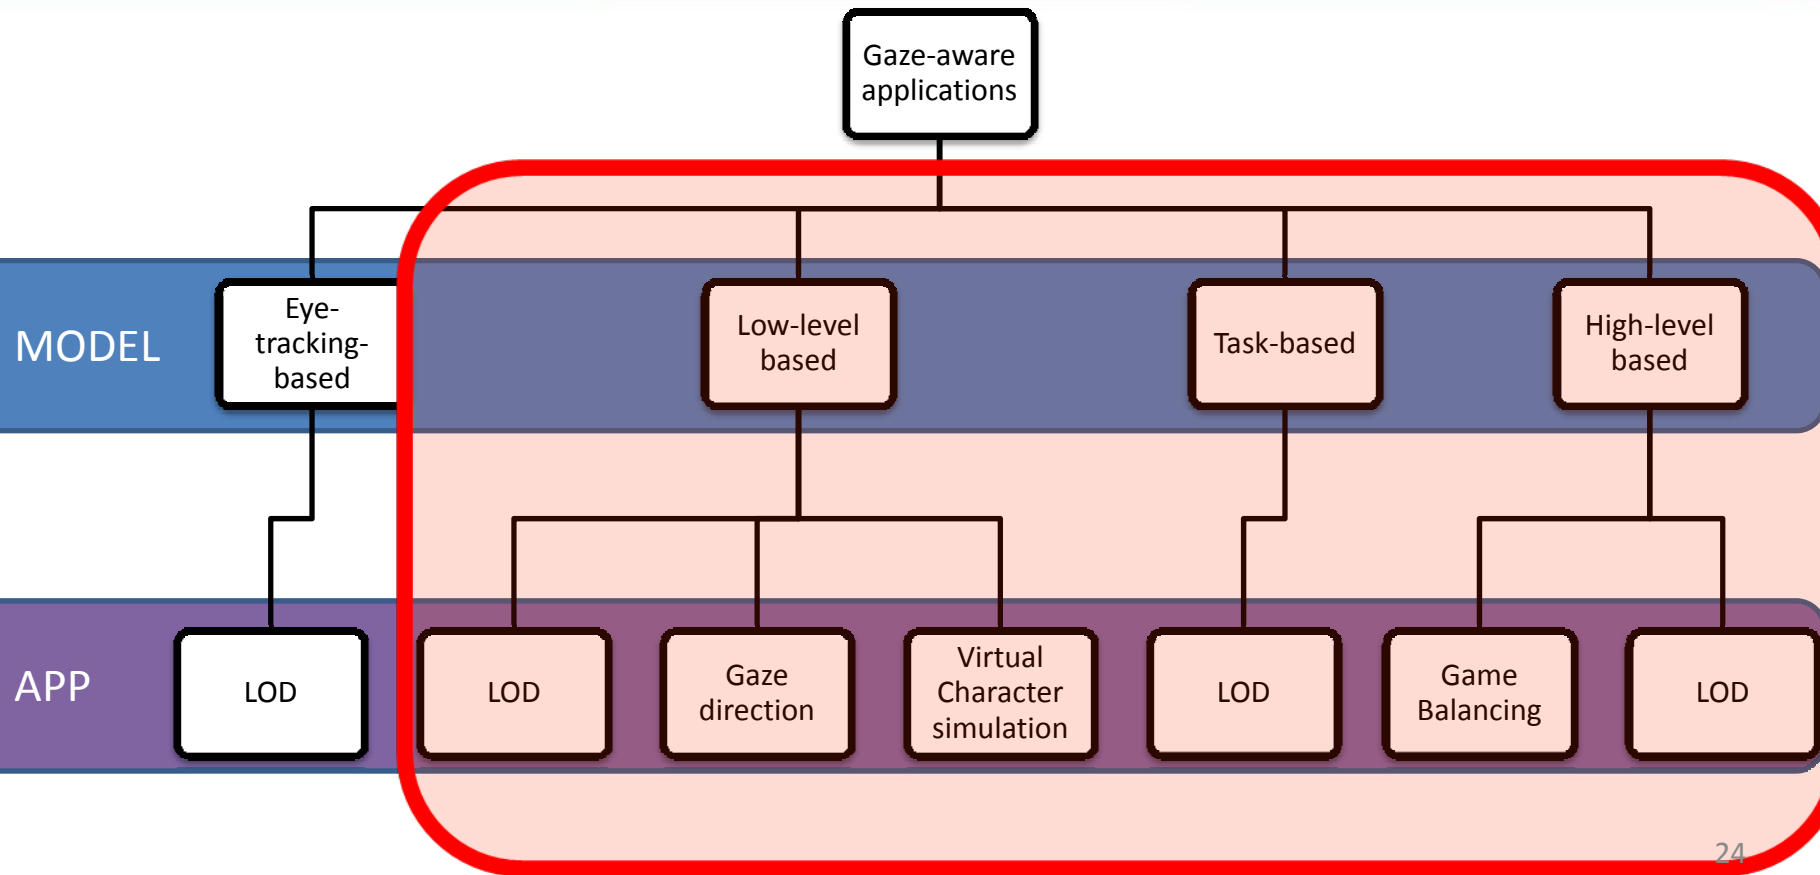 Gaze-aware
applications
MODEL
Eye-
tracking-
based
Low-level
based
Task-based
High-level
based
APP
LOD
LOD
Gaze
direction
Virtual
Character
simulation
LOD
Game
Balancing
LOD
24